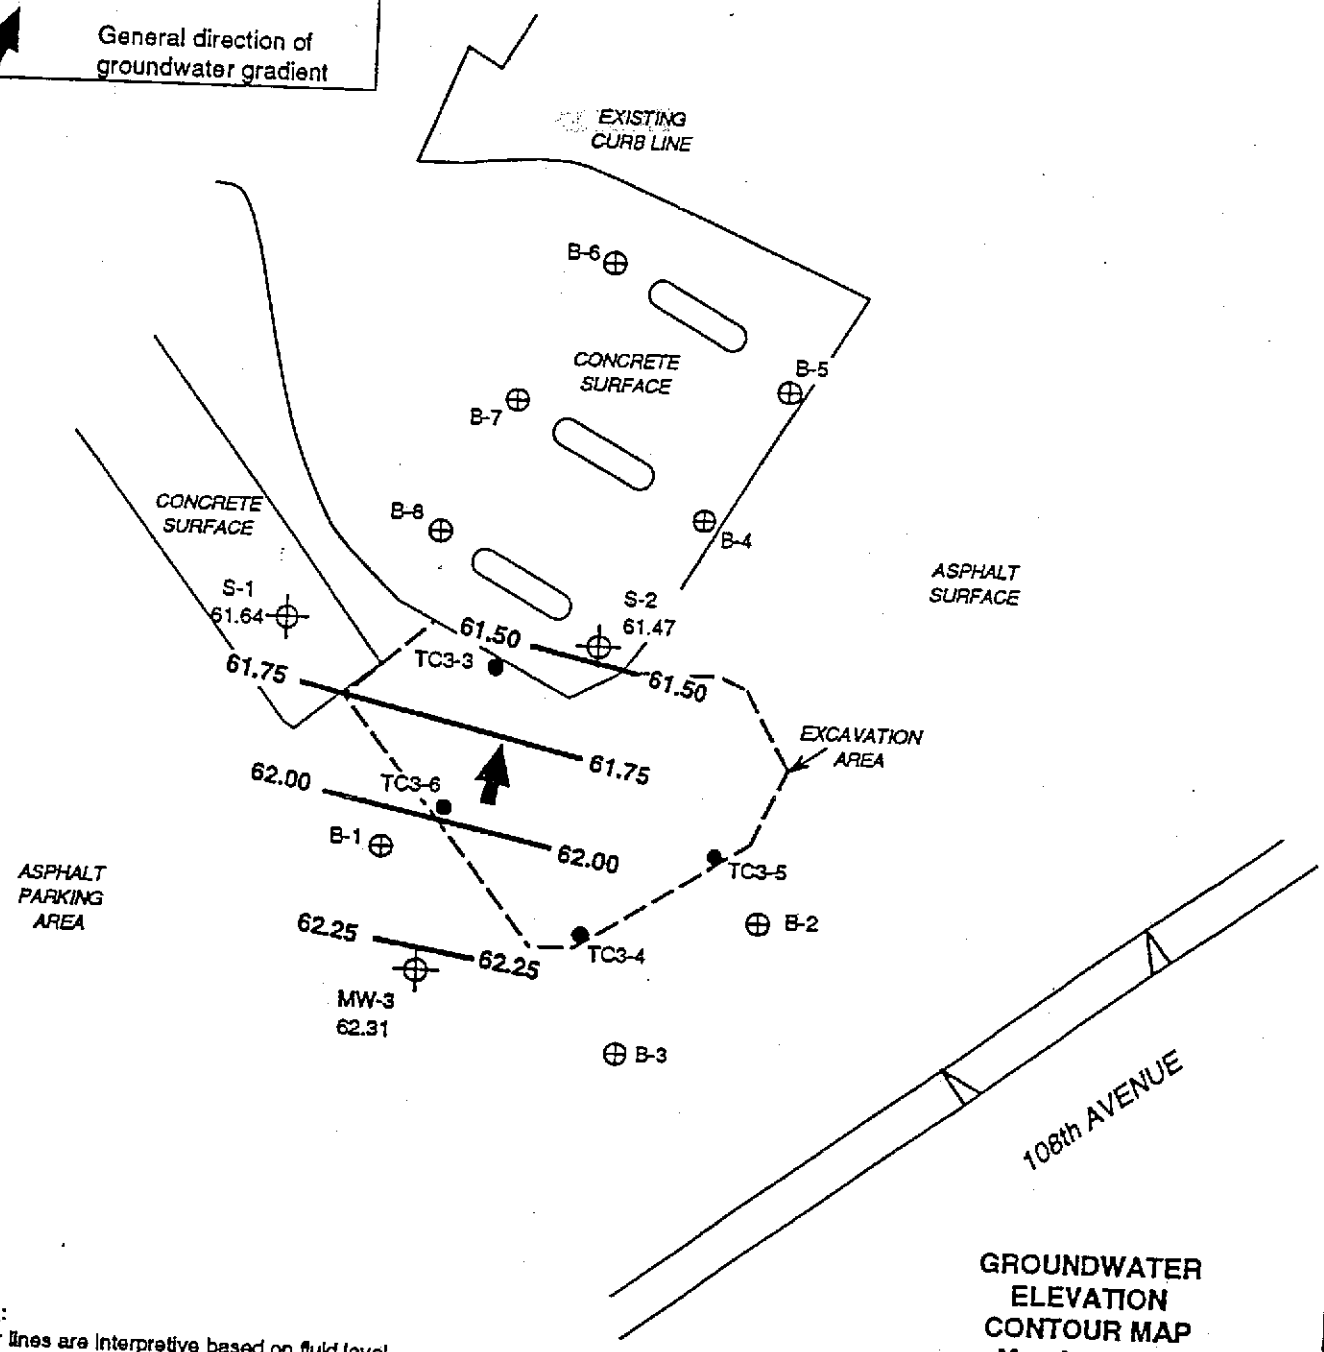 General direction of
groundwater gradient
EXISTING
CURB LINE
B-6
CONCRETE
SURFACE
B-5
B-7
CONCRETE
SURFACE
B-8
B-4
ASPHALT
SURFACE
S-1
61.64
S-2
61.47
61.50
TC3-3
61.75
61.50
EXCAVATION
AREA
61.75
62.00
TC3-6
B-1
62.00
TC3-5
ASPHALT
PARKING
AREA
B-2
62.25
TC3-4
62.25
MW-3
62.31
B-3
108th AVENUE
GROUNDWATER
ELEVATION
CONTOUR MAP
:
lines are interpretive based on fluid level